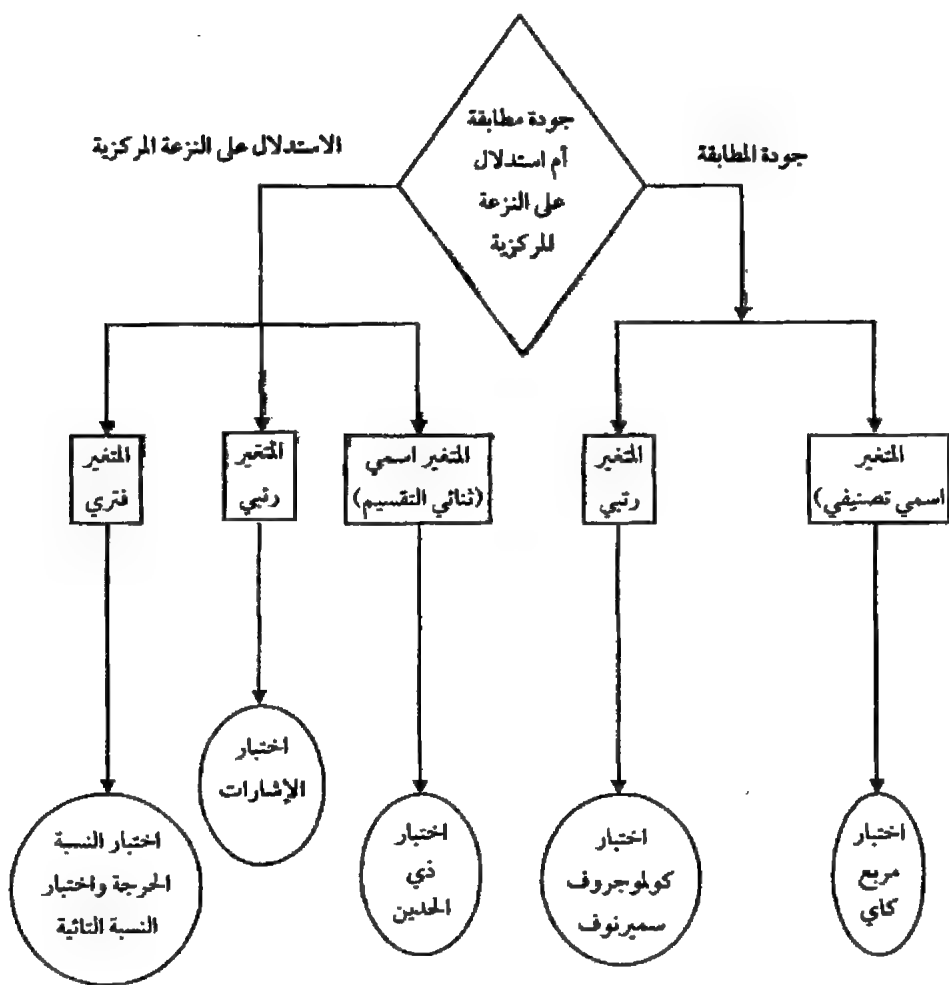 جودة مطابقة
أم استدلال
على النزعة
المركزية
جودة المطابقة
الاستدلال على النزعة المركزية
المتغير
اسمي تصنيفي)
المتغير
رتبي
المتغير اسمي
(ثنائي التقسيم)
المتغير
رتبي
المتغير
فتري
اختبار
مربع
كاي
اختبار
كولموجروف
سميرنوف
اختبار
ذي
الحدين
اختبار
الإشارات
اختبار النسبة
الحرجة واختبار
النسبة التائية